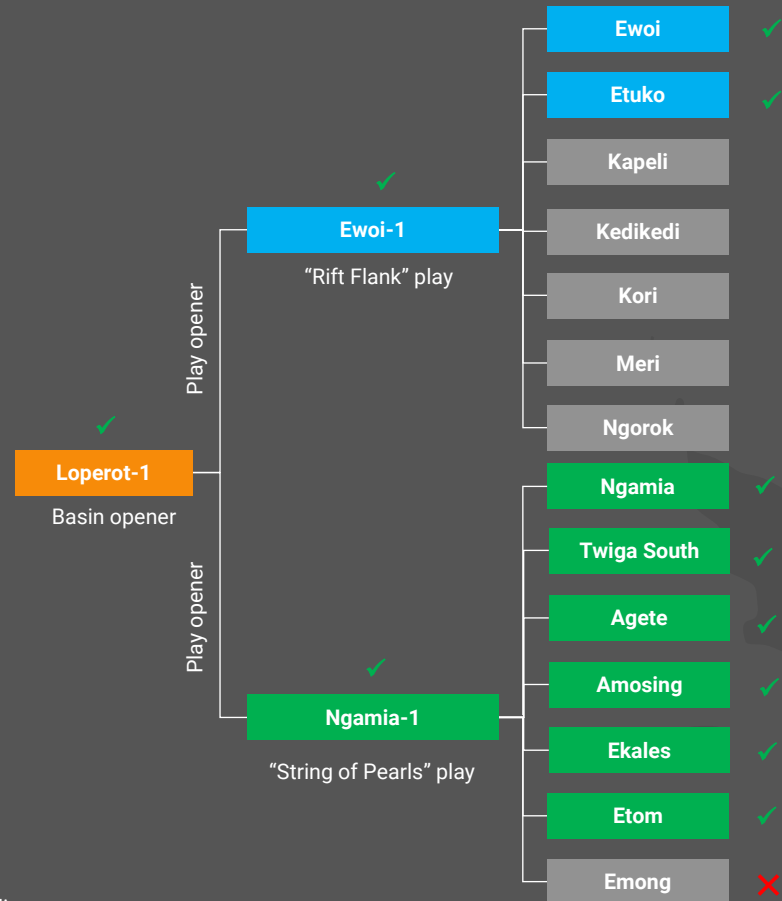 Ewoi
Etuko
Kapeli
Ewoi-1
Kedikedi
"Rift Flank" play
Kori
Play opener
Meri
Ngorok
Loperot-1
Ngamia
Basin opener
Twiga South
Play opener
Agete
Amosing
Ngamia-1
Ekales
"String of Pearls" play
Etom
Emong